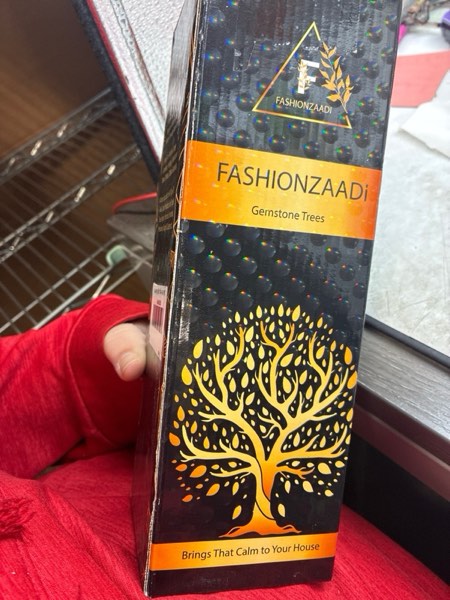 F
FASHIONZAADI
FASHIONZAADi
Gemstone Trees
Brings That Calm to Your House